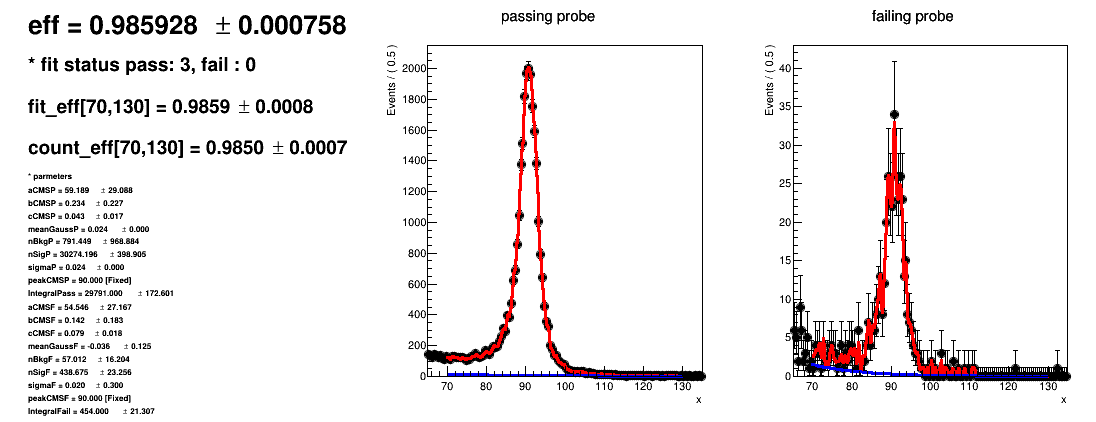 eff = 0.985928 ± 0.000758
* fit status pass: 3, fail : 0
fit_eff[70,130] = 0.9859 ± 0.0008
count_eff[70,130] = 0.9850 ± 0.0007
* parmeters
aCMSP = 59.189 ± 29.088
bCMSP = 0.234 ± 0.227
cCMSP = 0.043 ± 0.017
meanGaussP = 0.024 ± 0.000
nBkgP = 791.449 ± 968.884
nSigP = 30274.196 ± 398.905
sigmaP = 0.024 ± 0.000
peakCMSP = 90.000 [Fixed]
IntegralPass = 29791.000 ± 172.601
aCMSF = 54.546 ± 27.167
bCMSF = 0.142 ± 0.183
cCMSF = 0.079 ± 0.018
meanGaussF = -0.036 ± 0.125
nBkgF = 57.012 ± 16.204
nSigF = 438.675 ± 23.256
sigmaF = 0.020 ± 0.300
peakCMSF = 90.000 [Fixed]
IntegralFail = 454.000 ± 21.307
passing probe
Events / ( 0.5 )
2000
1800
1600
1400
1200
1000
800
600
400
200
0
70 80 90 100 110 120 130
x
failing probe
Events / ( 0.5 )
40
35
30
25
20
15
10
5
0
70 80 90 100 110 120 130
x